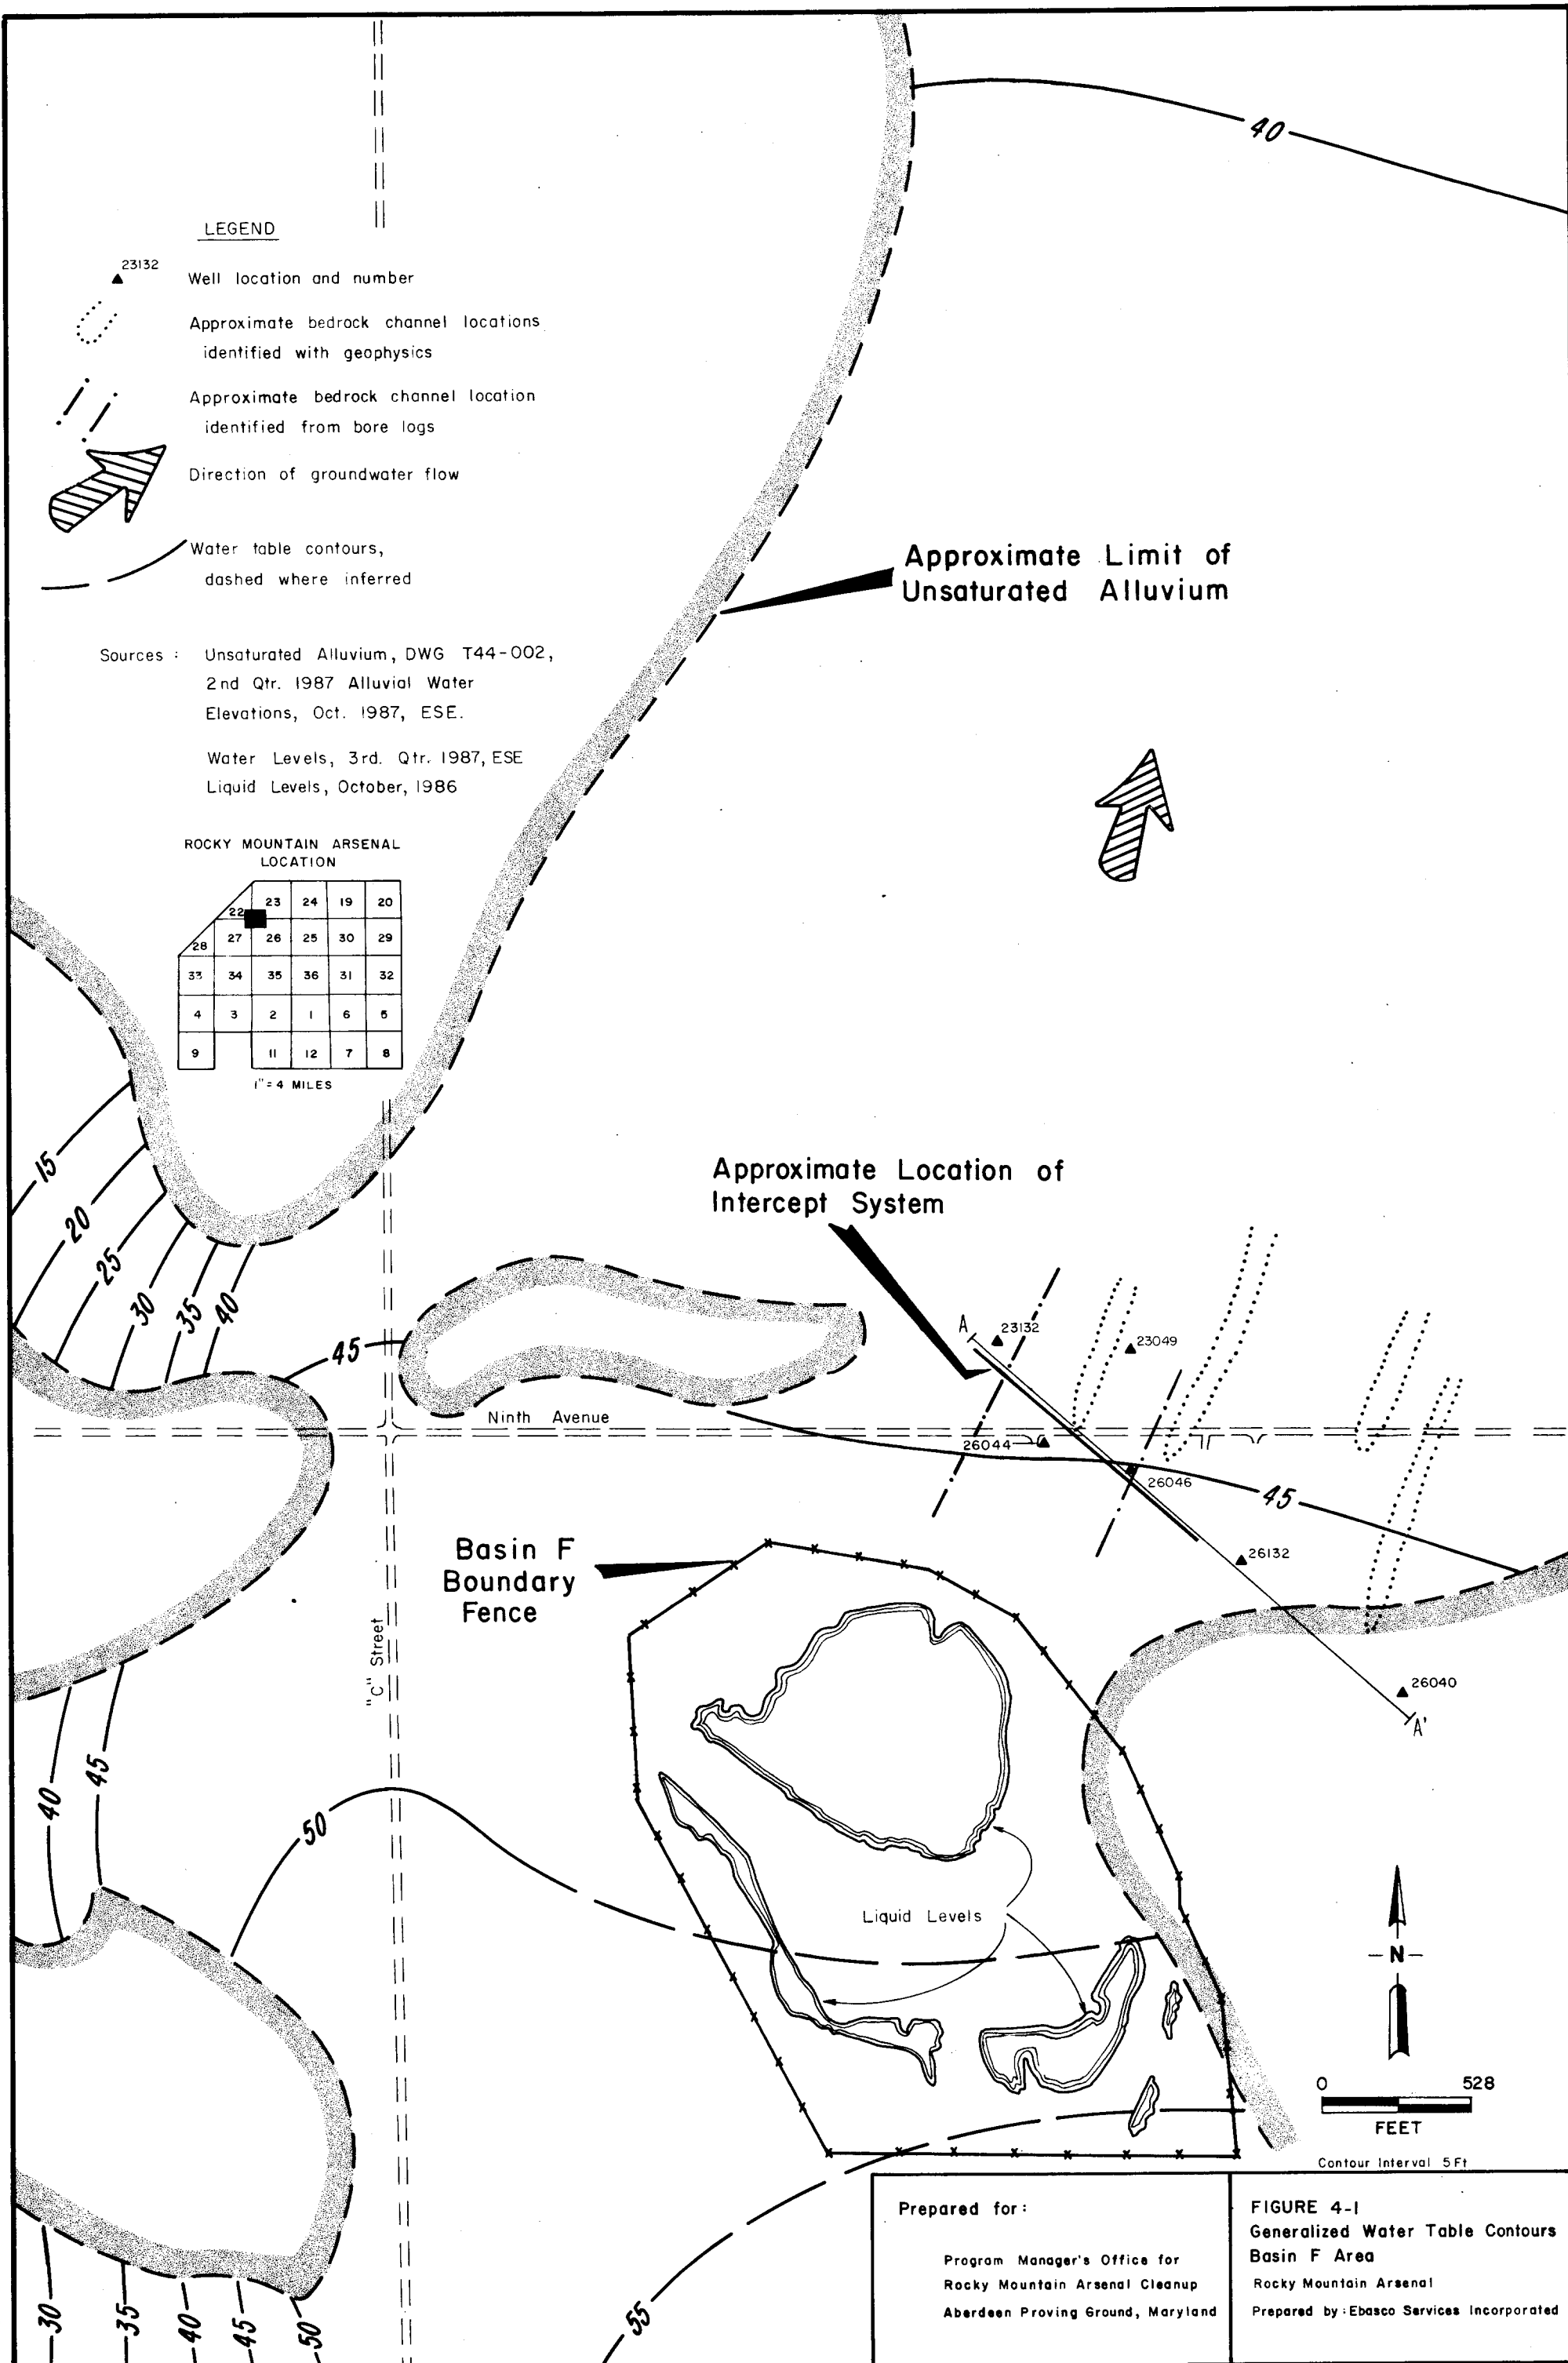 40
LEGEND
23132
Well location and number
Approximate bedrock channel locations
identified with geophysics
Approximate bedrock channel location
identified from bore logs
Direction of groundwater flow
Water table contours,
dashed where inferred
Approximate Limit of
Unsaturated Alluvium
Sources : Unsaturated Alluvium, DWG T44-002,
2nd Qtr. 1987 Alluvial Water
Elevations, Oct. 1987, ESE.
Water Levels, 3rd. Qtr. 1987, ESE
Liquid Levels, October, 1986
ROCKY MOUNTAIN ARSENAL
LOCATION
22 23 24 19 20
28 27 26 25 30 29
33 34 35 36 31 32
4 3 2 1 6 5
9 11 12 7 8
1" = 4 MILES
15
20
25
30
35
40
45
Approximate Location of
Intercept System
A
23132
23049
Ninth Avenue
26044
26046
45
26132
Basin F
Boundary
Fence
"C" Street
26040
A'
40
45
50
Liquid Levels
N
0 528
FEET
Contour Interval 5 Ft
30
35
40
45
50
55
Prepared for :
Program Manager's Office for
Rocky Mountain Arsenal Cleanup
Aberdeen Proving Ground, Maryland
FIGURE 4-1
Generalized Water Table Contours
Basin F Area
Rocky Mountain Arsenal
Prepared by : Ebasco Services Incorporated